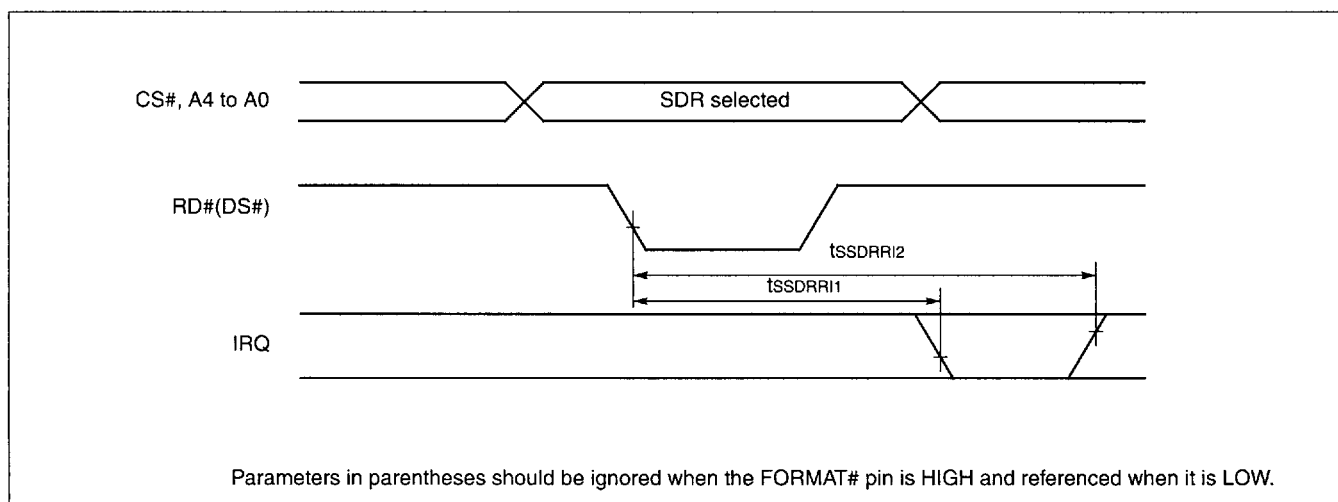 CS#, A4 to A0
SDR selected
RD#(DS#)
tSSDRRI2
tSSDRRI1
IRQ
Parameters in parentheses should be ignored when the FORMAT# pin is HIGH and referenced when it is LOW.